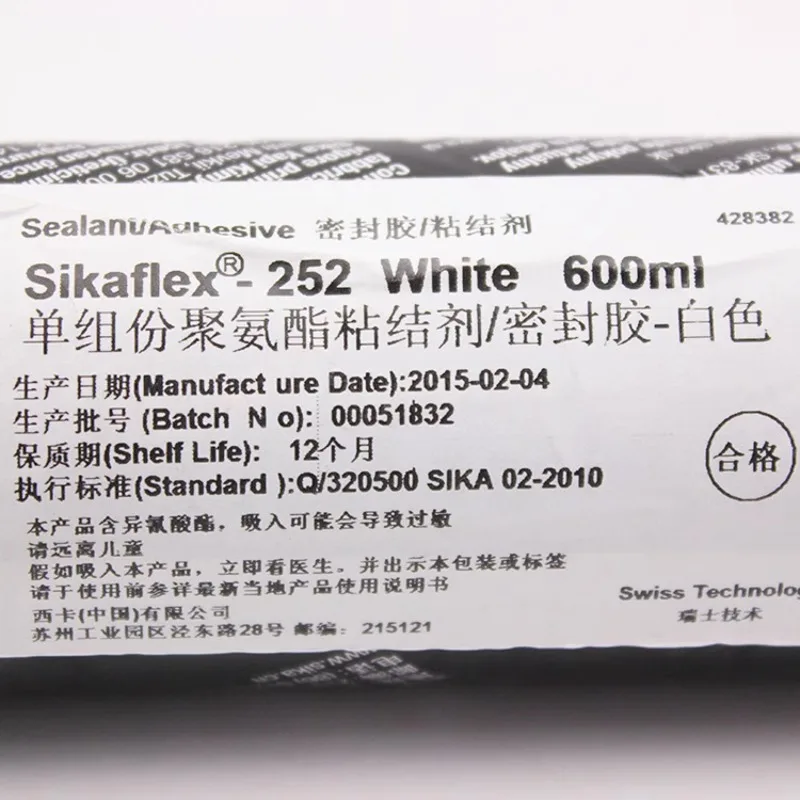 Sealant/Adhesive 密封胶/粘结剂 428382
Sikaflex®- 252 White 600ml
单组份聚氨酯粘结剂/密封胶-白色
生产日期(Manufact ure Date):2015-02-04
生产批号 (Batch N o): 00051832
保质期(Shelf Life): 12个月
执行标准(Standard ):Q/320500 SIKA 02-2010
合格
本产品含异氰酸酯，吸入可能会导致过敏
请远离儿童
假如吸入本产品，立即看医生。并出示本包装或标签
请于使用前参详最新当地产品使用说明书
西卡(中国)有限公司
苏州工业园区泾东路28号 邮编: 215121
Swiss Technolog
瑞士技术
www.sika.cn